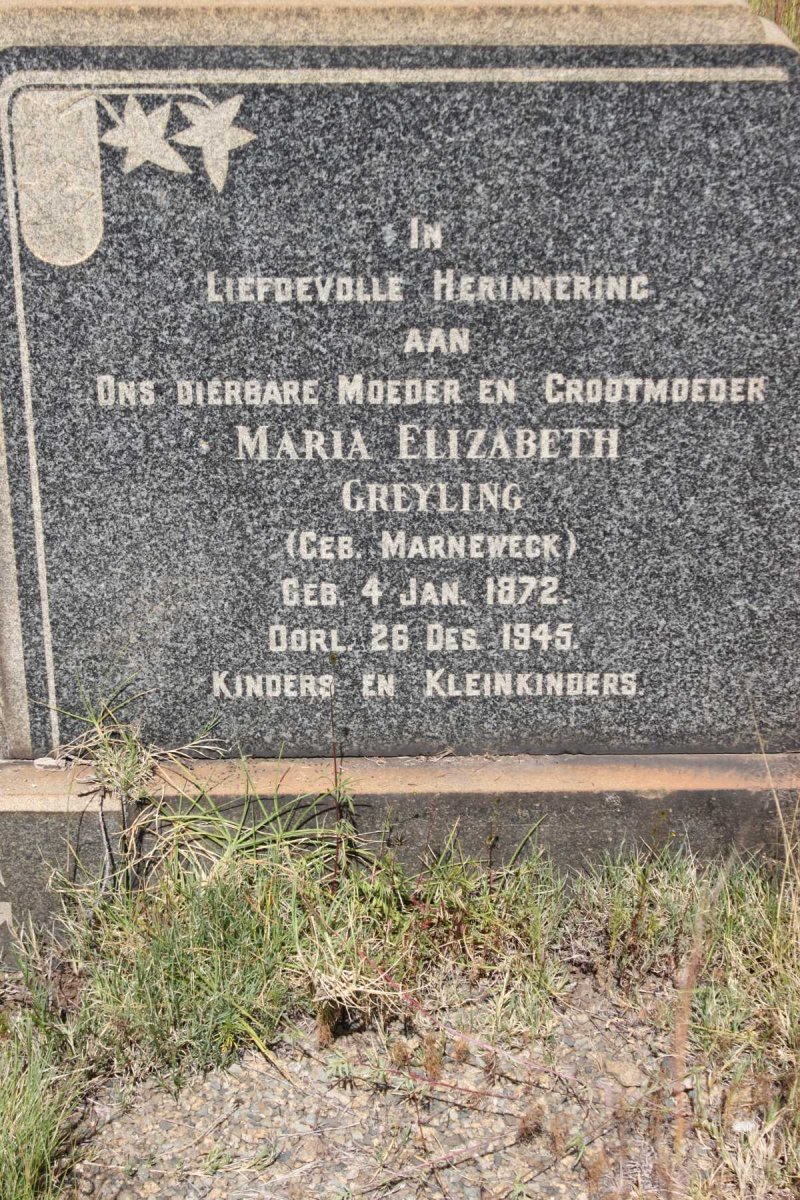 In
Liefdevolle Herinnering
aan
Ons dierbare Moeder en Grootmoeder
Maria Elizabeth
Greyling
(Geb. Marneweck)
Geb. 4 Jan. 1872.
Oorl. 26 Des. 1945.
Kinders en Kleinkinders.